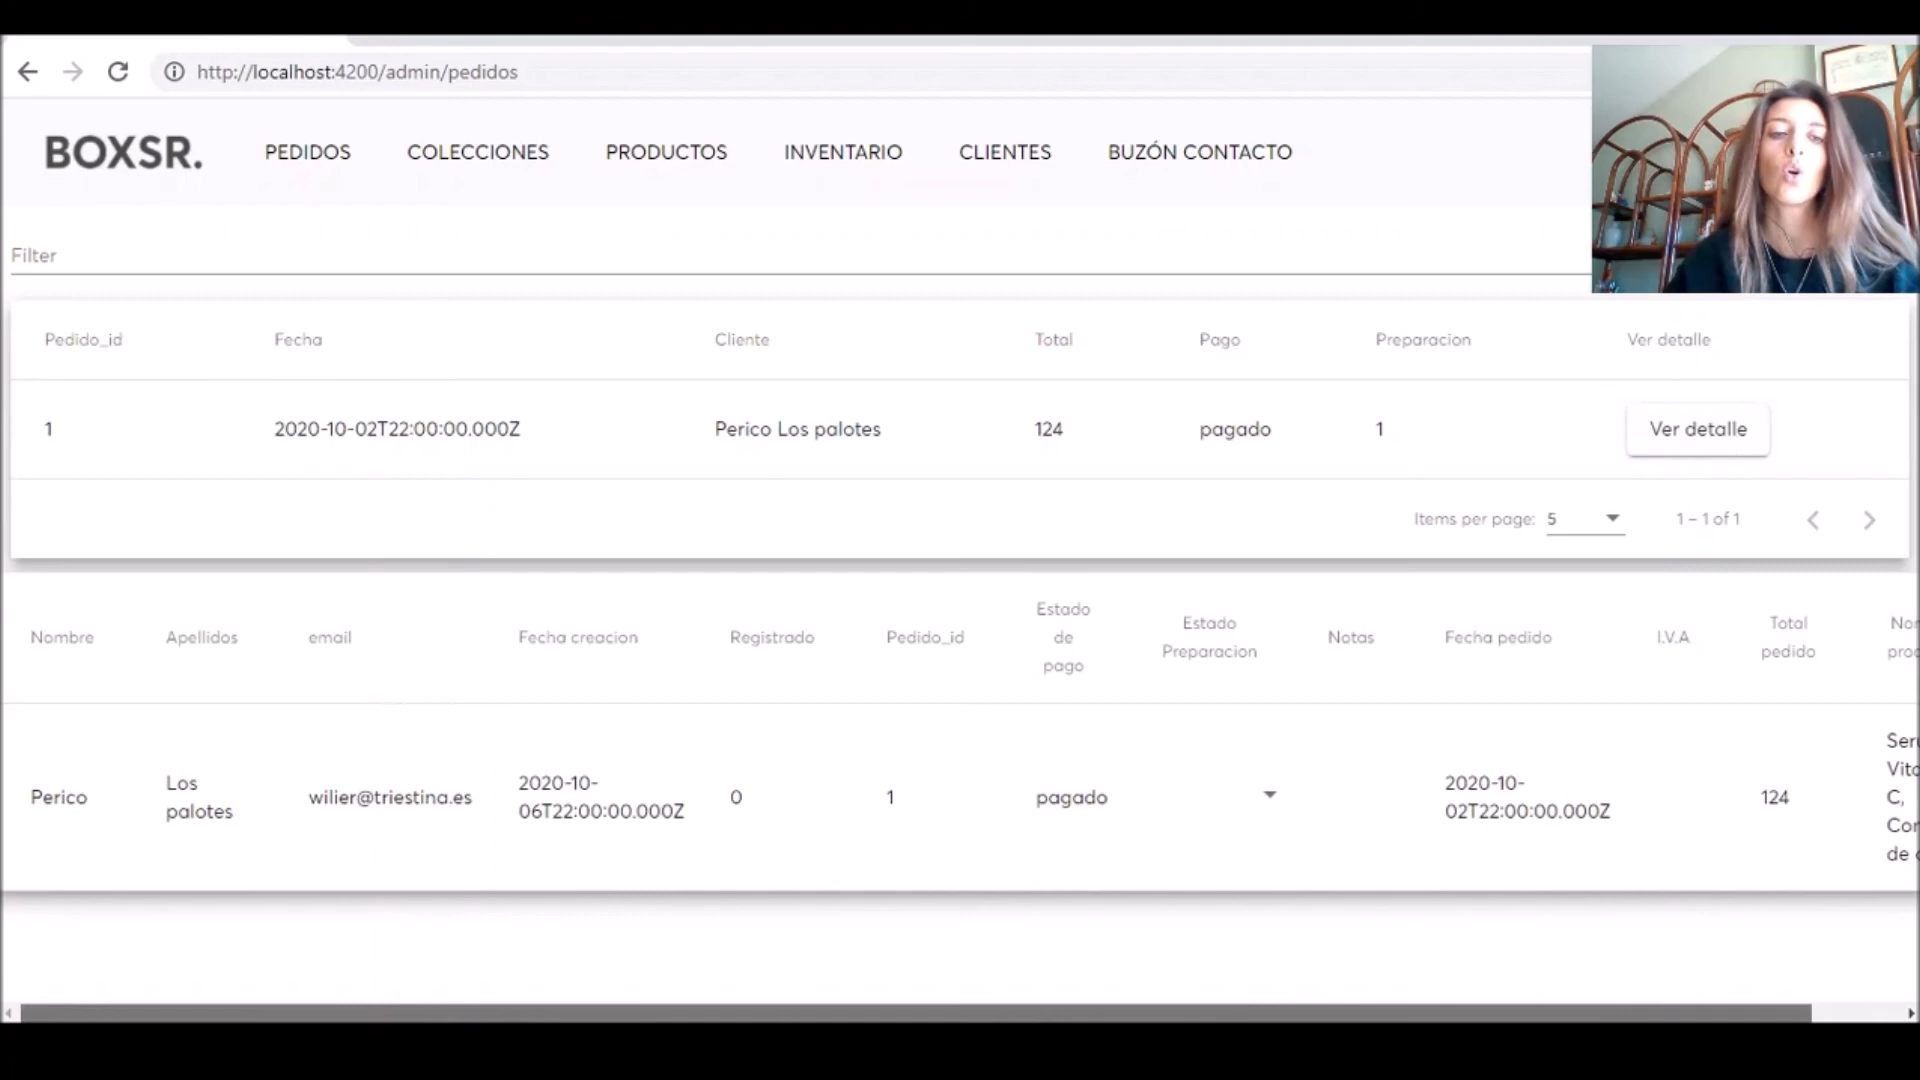 http://localhost:4200/admin/pedidos
BOXSR. PEDIDOS COLECCIONES PRODUCTOS INVENTARIO CLIENTES BUZÓN CONTACTO
Filter
Pedido_id Fecha Cliente Total Pago Preparacion Ver detalle
1 2020-10-02T22:00:00.000Z Perico Los palotes 124 pagado 1 Ver detalle
Items per page: 5 1 – 1 of 1
Nombre Apellidos email Fecha creacion Registrado Pedido_id Estado de pago Estado Preparacion Notas Fecha pedido I.V.A Total pedido
Perico Los palotes wilier@triestina.es 2020-10-06T22:00:00.000Z 0 1 pagado 2020-10-02T22:00:00.000Z 124
C,
de